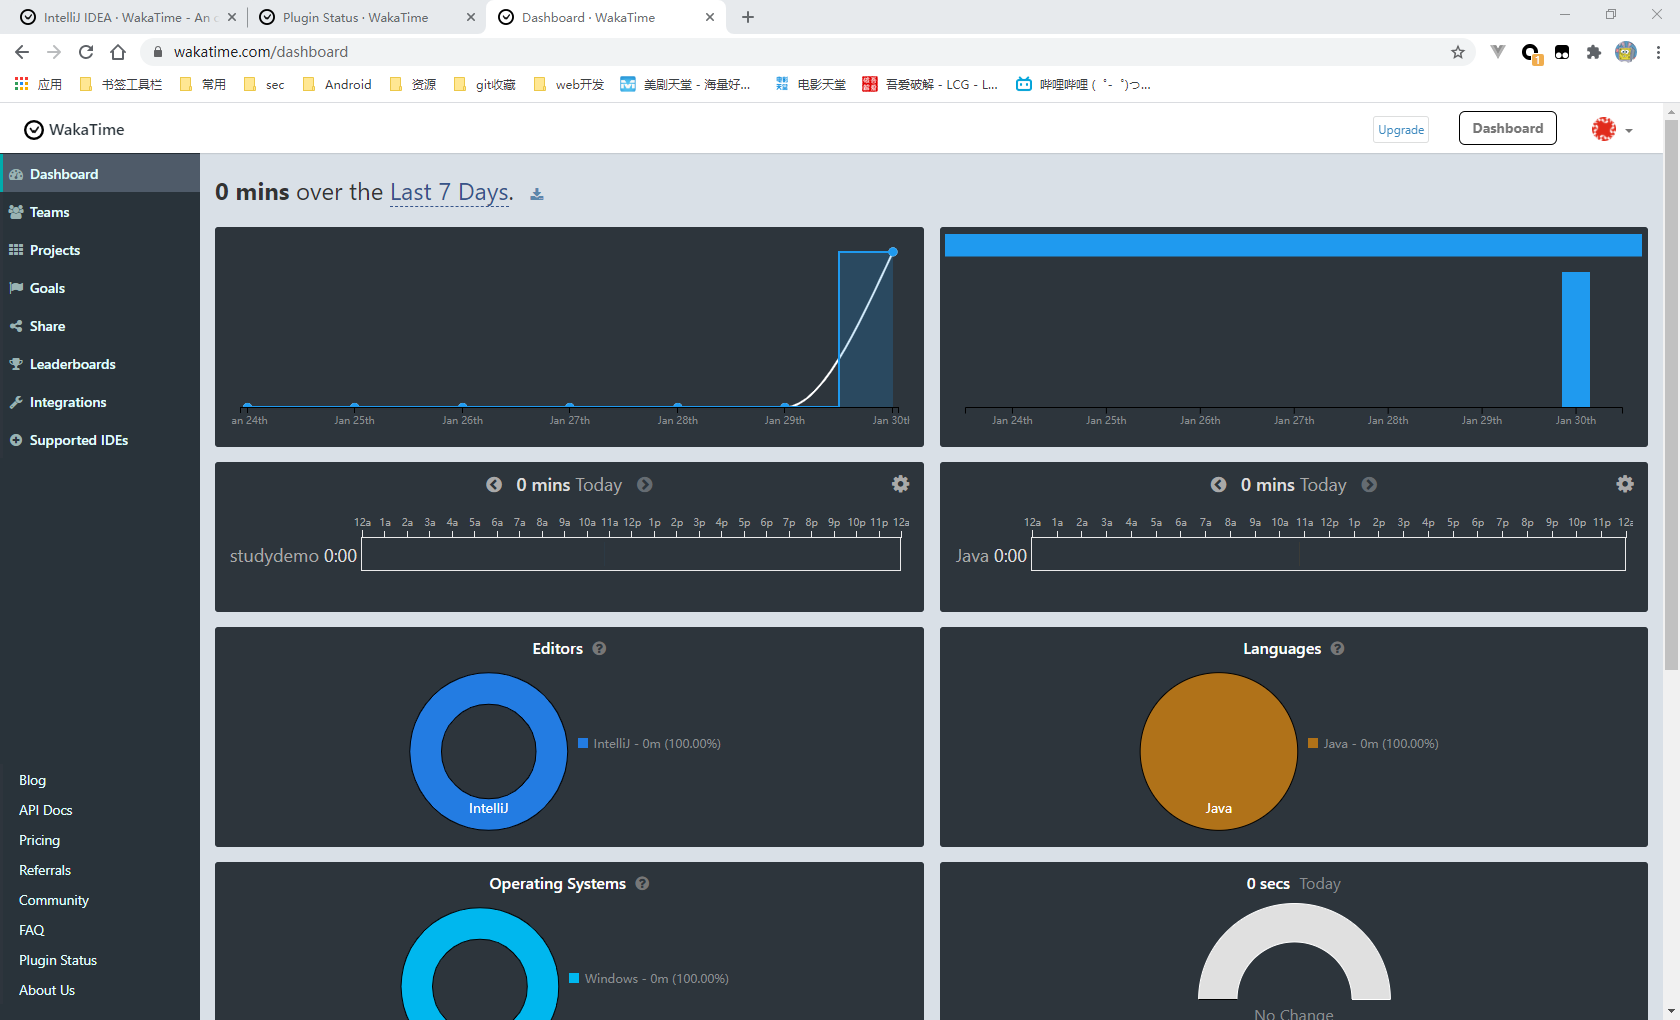 IntelliJ IDEA · WakaTime - An
Plugin Status · WakaTime
Dashboard · WakaTime
wakatime.com/dashboard
1
应用
书签工具栏
常用
sec
Android
资源
git收藏
web开发
美剧天堂 - 海量好...
电影天堂
吾爱破解 - LCG - L...
哔哩哔哩 ( ゜- ゜)つ...
WakaTime
Upgrade
Dashboard
Dashboard
Teams
Projects
Goals
Share
Leaderboards
Integrations
Supported IDEs
Blog
API Docs
Pricing
Referrals
Community
FAQ
Plugin Status
About Us
0 mins over the Last 7 Days.
an 24th Jan 25th Jan 26th Jan 27th Jan 28th Jan 29th Jan 30tl
Jan 24th Jan 25th Jan 26th Jan 27th Jan 28th Jan 29th Jan 30th
0 mins Today
12a 1a 2a 3a 4a 5a 6a 7a 8a 9a 10a 11a 12p 1p 2p 3p 4p 5p 6p 7p 8p 9p 10p 11p 12a
studydemo 0:00
0 mins Today
12a 1a 2a 3a 4a 5a 6a 7a 8a 9a 10a 11a 12p 1p 2p 3p 4p 5p 6p 7p 8p 9p 10p 11p 12a
Java 0:00
Editors ?
IntelliJ - 0m (100.00%)
IntelliJ
Languages ?
Java - 0m (100.00%)
Java
Operating Systems ?
Windows - 0m (100.00%)
0 secs Today
No Change